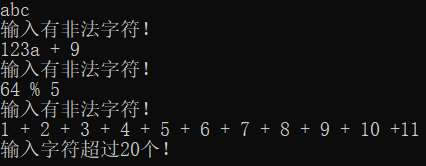 abc
输入有非法字符！
123a + 9
输入有非法字符！
64 % 5
输入有非法字符！
1 + 2 + 3 + 4 + 5 + 6 + 7 + 8 + 9 + 10 +11
输入字符超过20个！